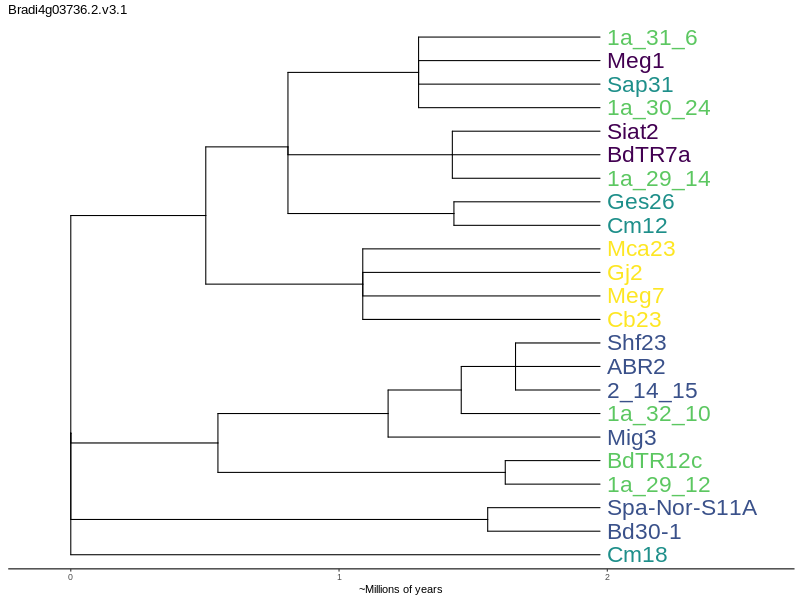 Bradi4g03736.2.v3.1
1a_31_6
Meg1
Sap31
1a_30_24
Siat2
BdTR7a
1a_29_14
Ges26
Cm12
Mca23
Gj2
Meg7
Cb23
Shf23
ABR2
2_14_15
1a_32_10
Mig3
BdTR12c
1a_29_12
Spa-Nor-S11A
Bd30-1
Cm18
0 1 2
~Millions of years